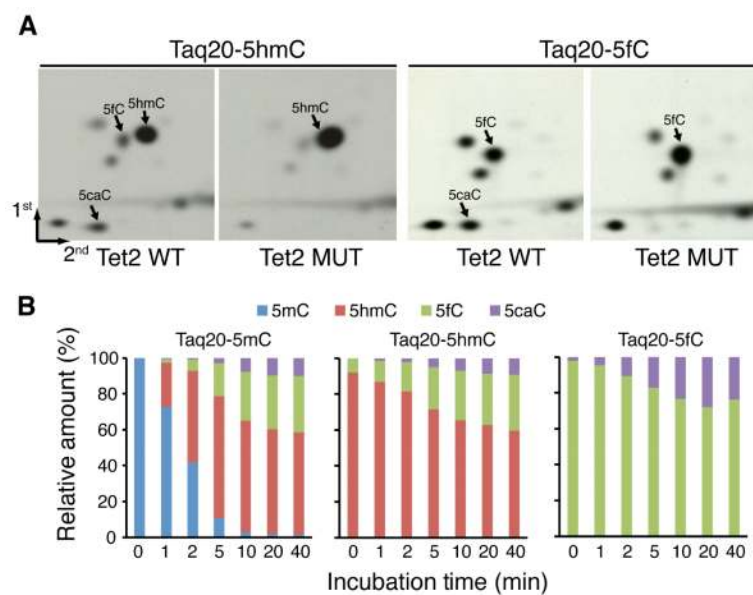 A
Taq20-5hmC
Taq20-5fC
5fC 5hmC
5caC
5hmC
5fC
5caC
5fC
1st
2nd
Tet2 WT
Tet2 MUT
Tet2 WT
Tet2 MUT
B
5mC 5hmC 5fC 5caC
Taq20-5mC
Taq20-5hmC
Taq20-5fC
Relative amount (%)
100
80
60
40
20
0
0 1 2 5 10 20 40
0 1 2 5 10 20 40
0 1 2 5 10 20 40
Incubation time (min)